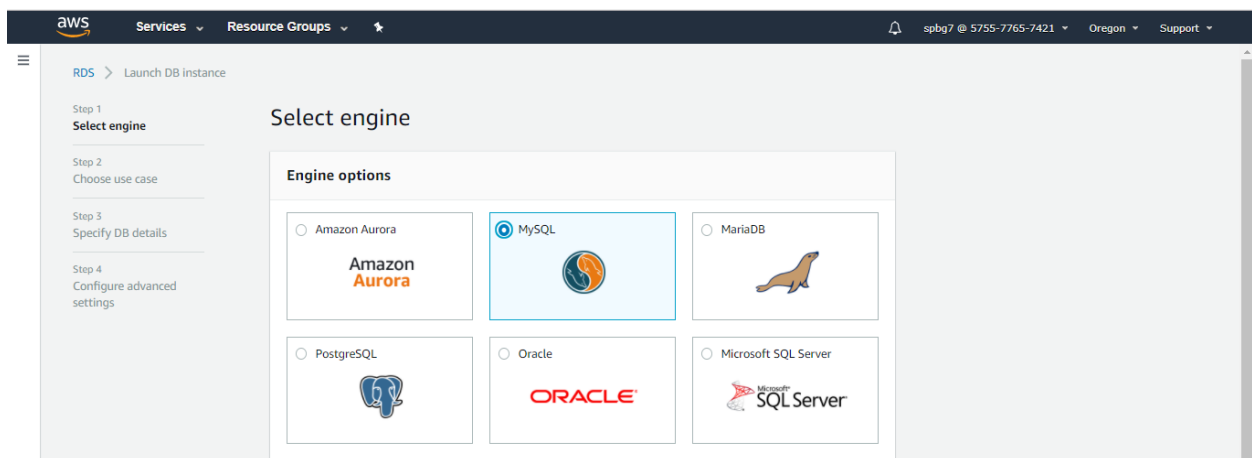 aws
Services
Resource Groups
spbg7 @ 5755-7765-7421
Oregon
Support
RDS
Launch DB instance
Step 1
Select engine
Step 2
Choose use case
Step 3
Specify DB details
Step 4
Configure advanced
settings
Select engine
Engine options
Amazon Aurora
Amazon
Aurora
MySQL
MariaDB
PostgreSQL
Oracle
ORACLE
Microsoft SQL Server
Microsoft
SQL Server